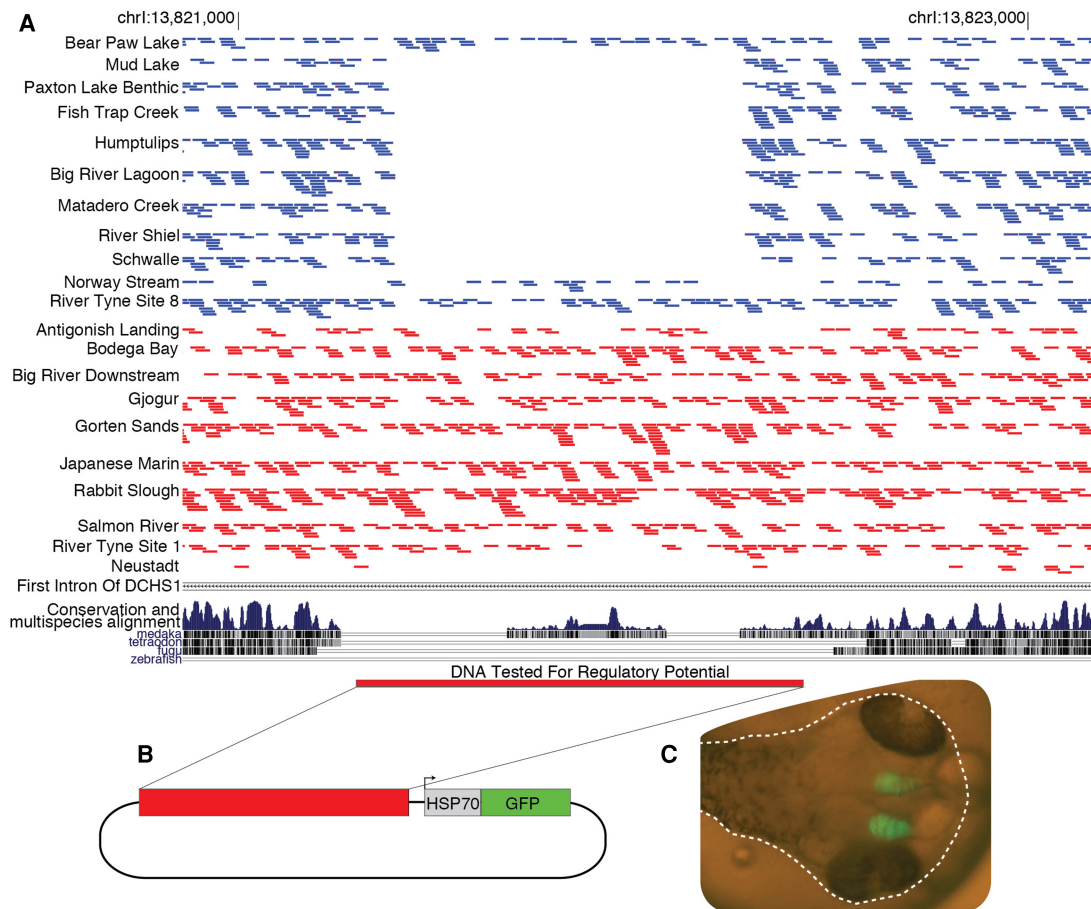 A
chrI:13,821,000
chrI:13,823,000
Bear Paw Lake
Mud Lake
Paxton Lake Benthic
Fish Trap Creek
Humptulips
Big River Lagoon
Matadero Creek
River Shiel
Schwalle
Norway Stream
River Tyne Site 8
Antigonish Landing
Bodega Bay
Big River Downstream
Gjogur
Gorten Sands
Japanese Marin
Rabbit Slough
Salmon River
River Tyne Site 1
Neustadt
First Intron Of DCHS1
Conservation and
multispecies alignment
medaka
tetraodon
fugu
zebrafish
DNA Tested For Regulatory Potential
B
HSP70
GFP
C